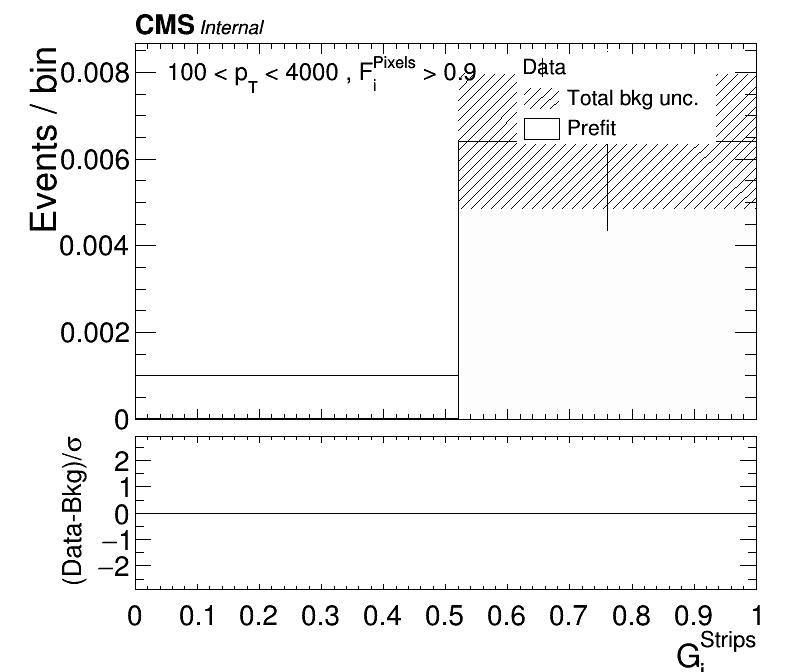 CMS Internal
100 < p_T < 4000 , F_i^Pixels > 0.9
Data
Total bkg unc.
Prefit
Events / bin
0.008
0.006
0.004
0.002
0
(Data-Bkg)/σ
2
1
0
−1
−2
0 0.1 0.2 0.3 0.4 0.5 0.6 0.7 0.8 0.9 1
G_i^Strips